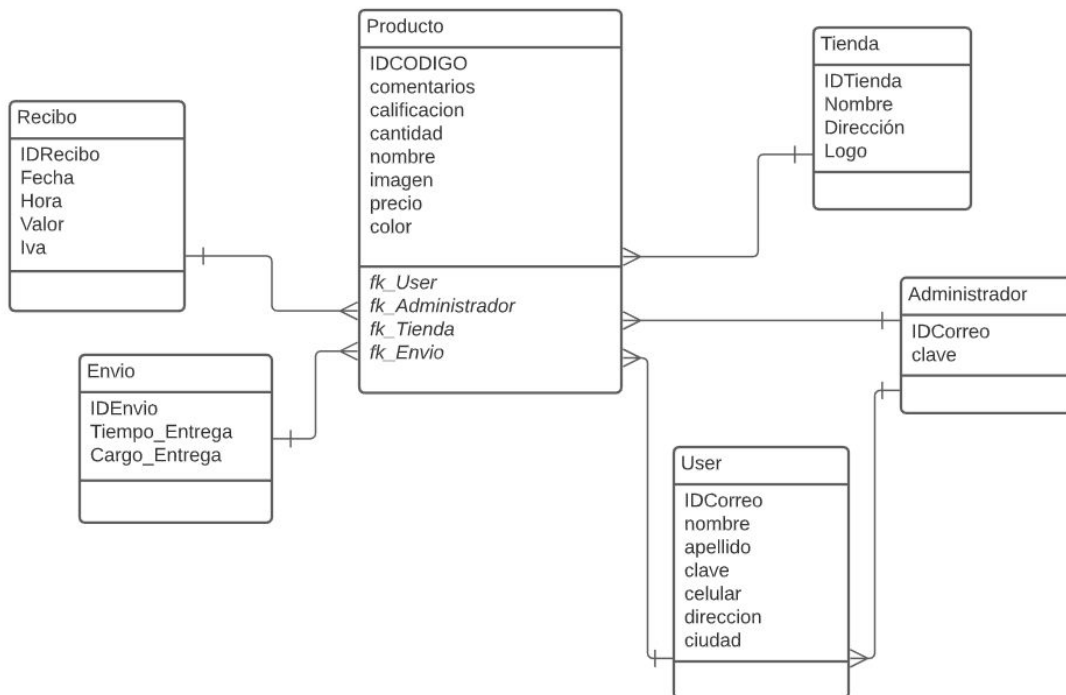 Producto
IDCODIGO
comentarios
calificacion
cantidad
nombre
imagen
precio
color
fk_User
fk_Administrador
fk_Tienda
fk_Envio
Tienda
IDTienda
Nombre
Dirección
Logo
Recibo
IDRecibo
Fecha
Hora
Valor
Iva
Administrador
IDCorreo
clave
Envio
IDEnvio
Tiempo_Entrega
Cargo_Entrega
User
IDCorreo
nombre
apellido
clave
celular
direccion
ciudad